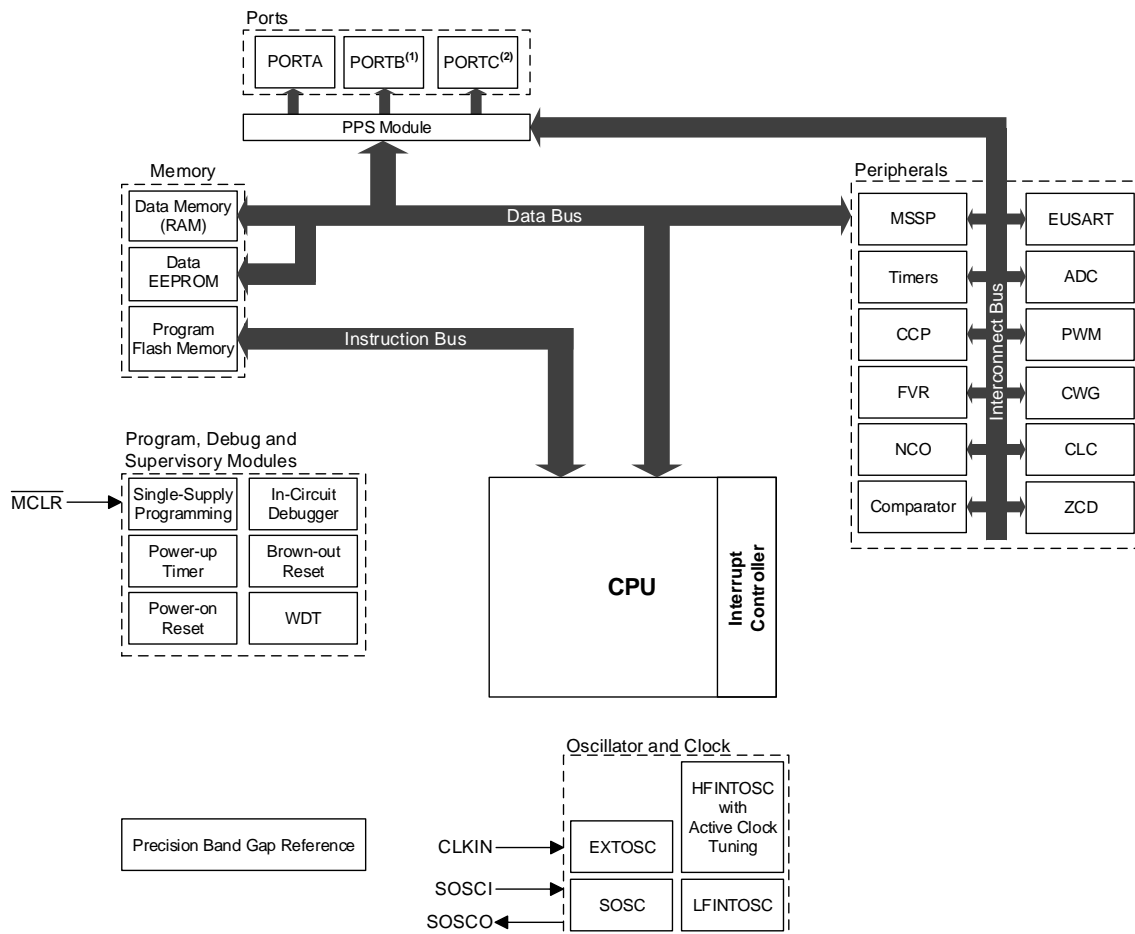 Ports
PORTA
PORTB(1)
PORTC(2)
PPS Module
Memory
Data Memory
(RAM)
Data
EEPROM
Program
Flash Memory
Data Bus
Instruction Bus
Peripherals
MSSP
EUSART
Timers
ADC
CCP
PWM
FVR
CWG
NCO
CLC
Comparator
ZCD
Interconnect Bus
Program, Debug and
Supervisory Modules
MCLR
Single-Supply
Programming
In-Circuit
Debugger
Power-up
Timer
Brown-out
Reset
Power-on
Reset
WDT
CPU
Interrupt
Controller
Oscillator and Clock
HFINTOSC
with
Active Clock
Tuning
EXTOSC
CLKIN
SOSCI
SOSCO
SOSC
LFINTOSC
Precision Band Gap Reference